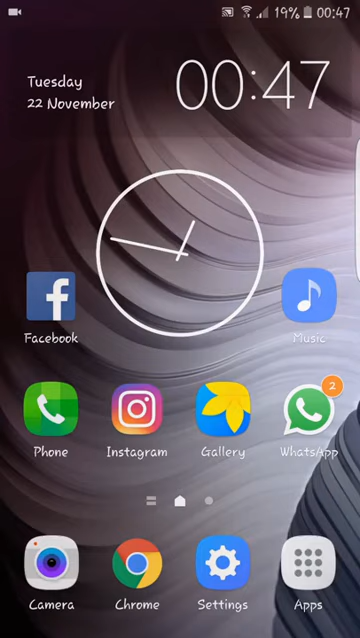 19% 00:47
Tuesday
22 November
00:47
Facebook
Music
Phone
Instagram
Gallery
2
WhatsApp
Camera
Chrome
Settings
Apps